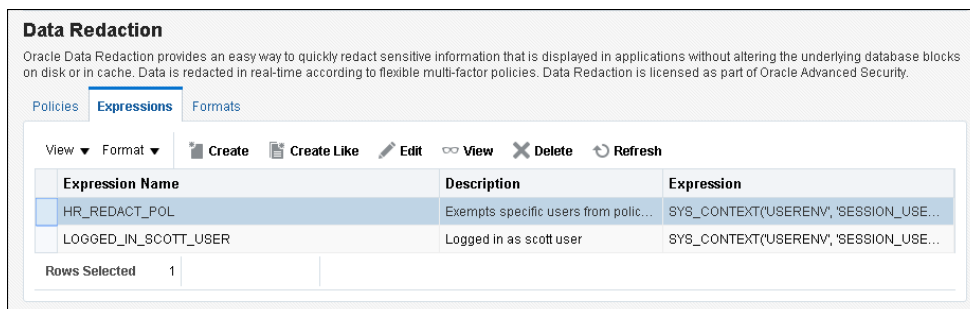 Data Redaction
Oracle Data Redaction provides an easy way to quickly redact sensitive information that is displayed in applications without altering the underlying database blocks
on disk or in cache. Data is redacted in real-time according to flexible multi-factor policies. Data Redaction is licensed as part of Oracle Advanced Security.
Policies Expressions Formats
View Format Create Create Like Edit View Delete Refresh
Expression Name Description Expression
HR_REDACT_POL Exempts specific users from polic... SYS_CONTEXT('USERENV', 'SESSION_USE...
LOGGED_IN_SCOTT_USER Logged in as scott user SYS_CONTEXT('USERENV', 'SESSION_USE...
Rows Selected 1